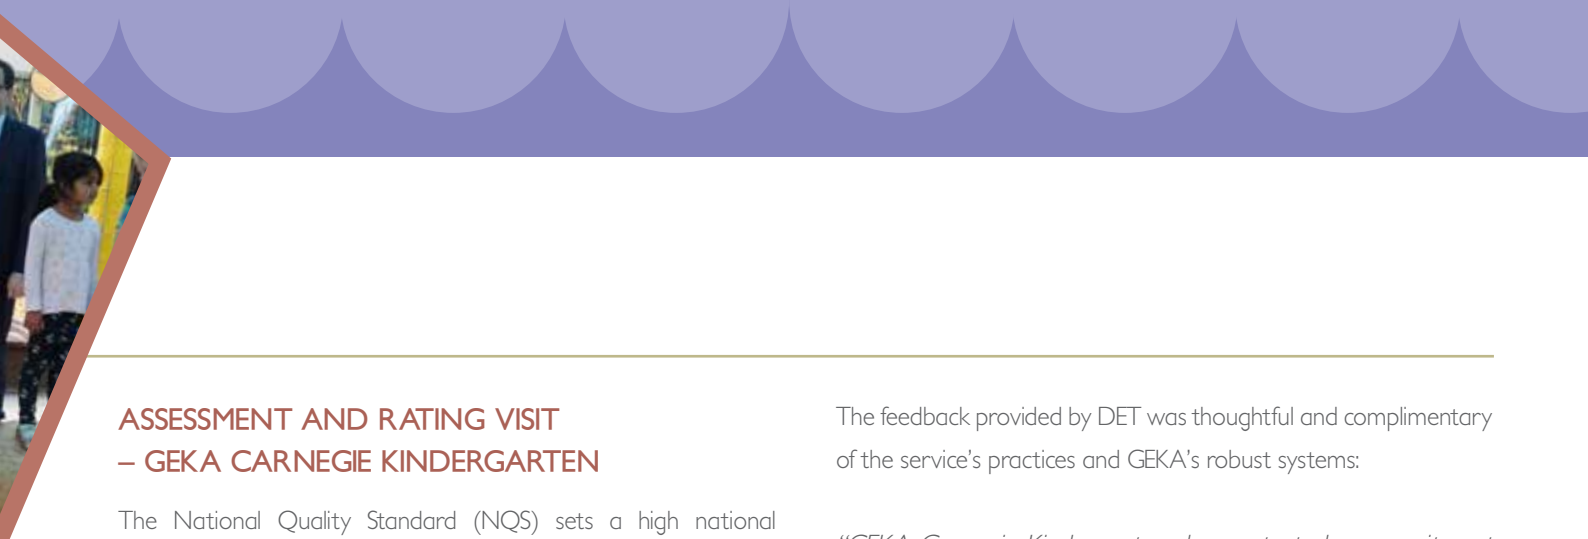 ASSESSMENT AND RATING VISIT
– GEKA CARNEGIE KINDERGARTEN
The National Quality Standard (NQS) sets a high national
The feedback provided by DET was thoughtful and complimentary
of the service's practices and GEKA's robust systems: